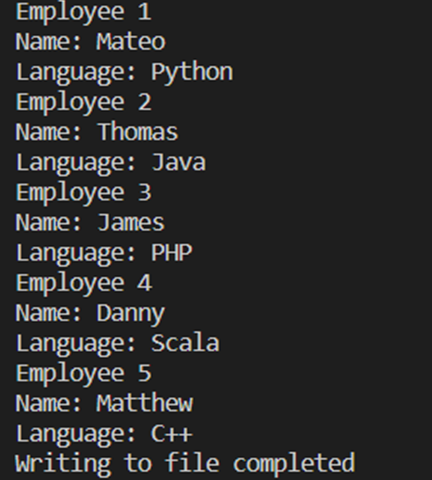 Employee 1
Name: Mateo
Language: Python
Employee 2
Name: Thomas
Language: Java
Employee 3
Name: James
Language: PHP
Employee 4
Name: Danny
Language: Scala
Employee 5
Name: Matthew
Language: C++
Writing to file completed